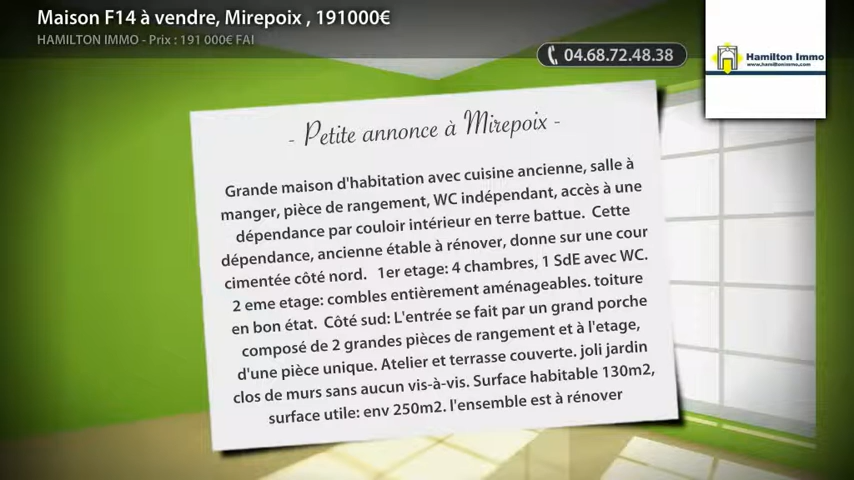 Maison F14 à vendre, Mirepoix , 191000€
HAMILTON IMMO - Prix : 191 000€ FAI
04.68.72.48.38
Hamilton Immo
www.hamiltonimmo.com
- Petite annonce à Mirepoix -
Grande maison d'habitation avec cuisine ancienne, salle à
manger, pièce de rangement, WC indépendant, accès à une
dépendance par couloir intérieur en terre battue. Cette
dépendance, ancienne étable à rénover, donne sur une cour
cimentée côté nord. 1er etage: 4 chambres, 1 SdE avec WC.
2 eme etage: combles entièrement aménageables. toiture
en bon état. Côté sud: L'entrée se fait par un grand porche
composé de 2 grandes pièces de rangement et à l'etage,
d'une pièce unique. Atelier et terrasse couverte. joli jardin
clos de murs sans aucun vis-à-vis. Surface habitable 130m2,
surface utile: env 250m2. l'ensemble est à rénover